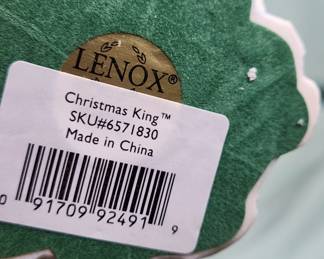 LENOX®
Christmas King™
SKU#6571830
Made in China
0 91709 92491 9